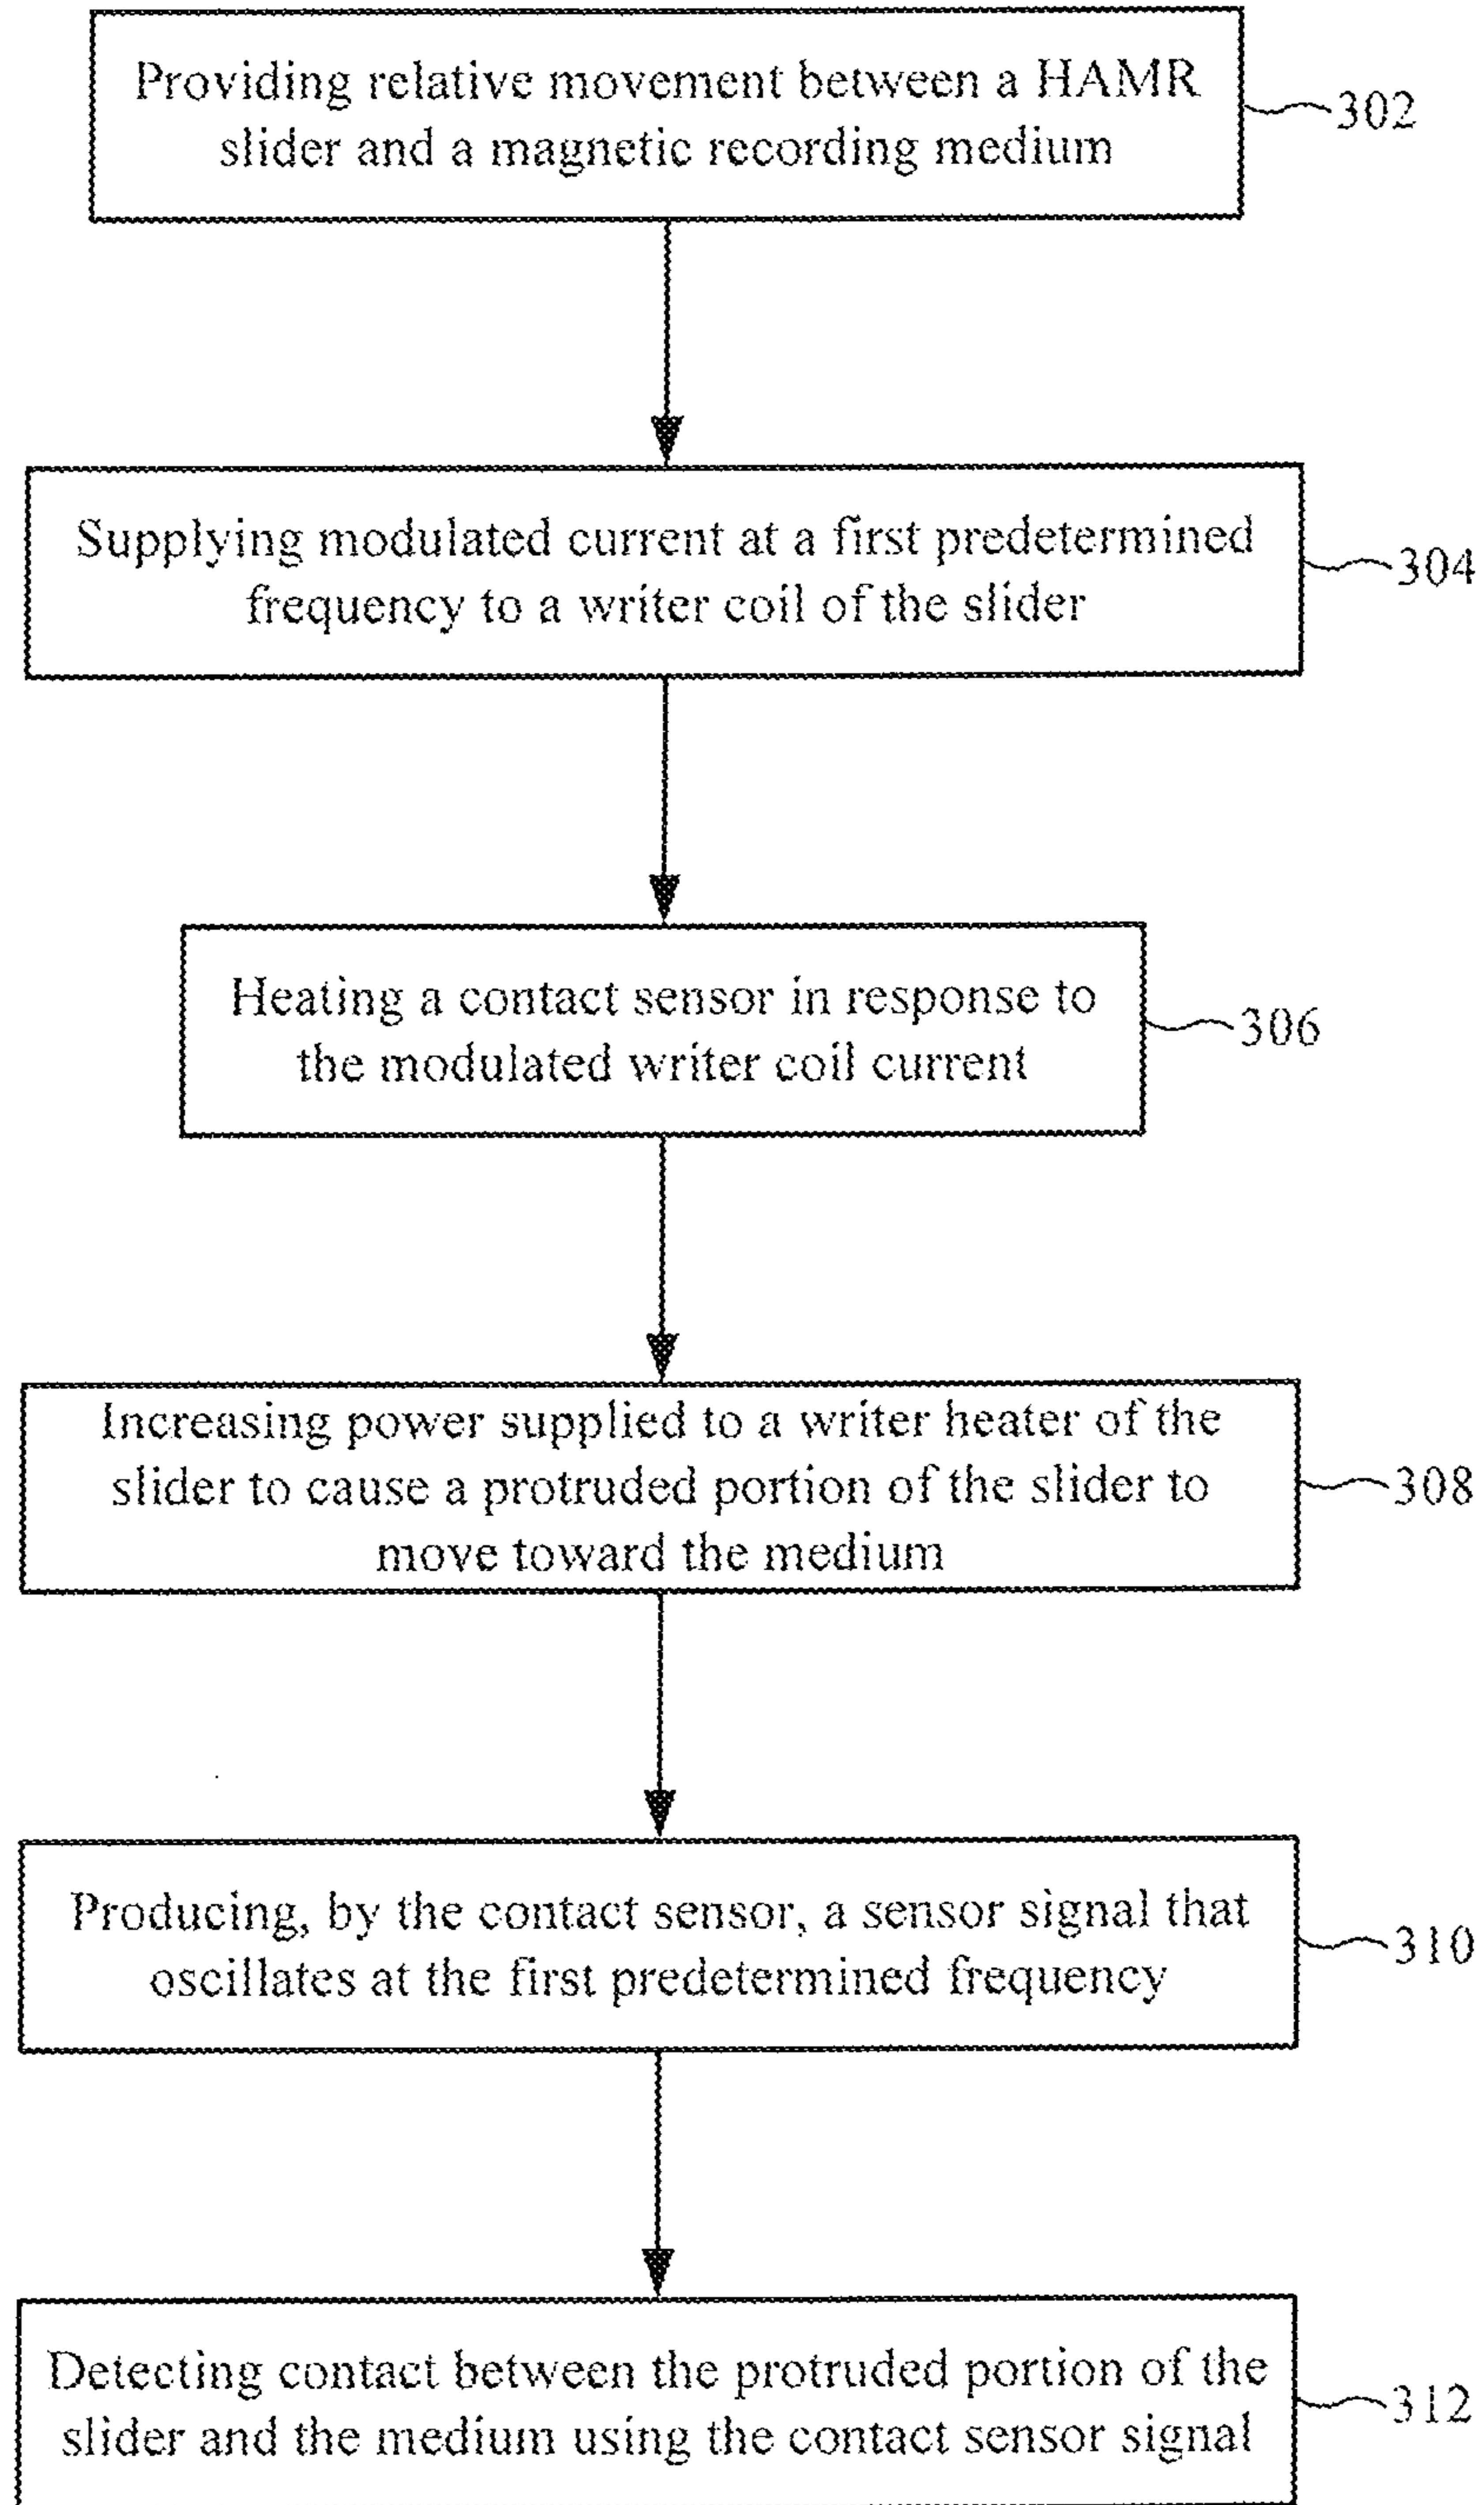 Providing relative movement between a HAMR
slider and a magnetic recording medium
302
Supplying modulated current at a first predetermined
frequency to a writer coil of the slider
304
Heating a contact sensor in response to
the modulated writer coil current
306
Increasing power supplied to a writer heater of the
slider to cause a protruded portion of the slider to
move toward the medium
308
Producing, by the contact sensor, a sensor signal that
oscillates at the first predetermined frequency
310
Detecting contact between the protruded portion of the
slider and the medium using the contact sensor signal
312